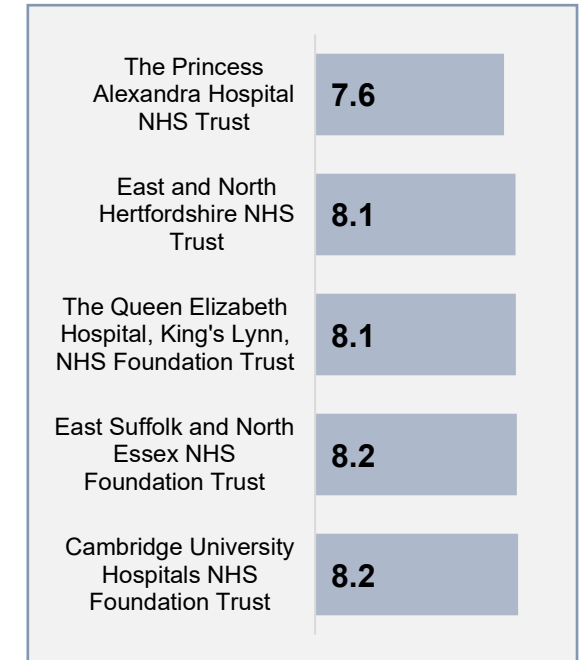 The Princess
Alexandra Hospital
NHS Trust
7.6
East and North
Hertfordshire NHS
Trust
8.1
The Queen Elizabeth
Hospital, King's Lynn,
NHS Foundation Trust
8.1
East Suffolk and North
Essex NHS
Foundation Trust
8.2
Cambridge University
Hospitals NHS
Foundation Trust
8.2